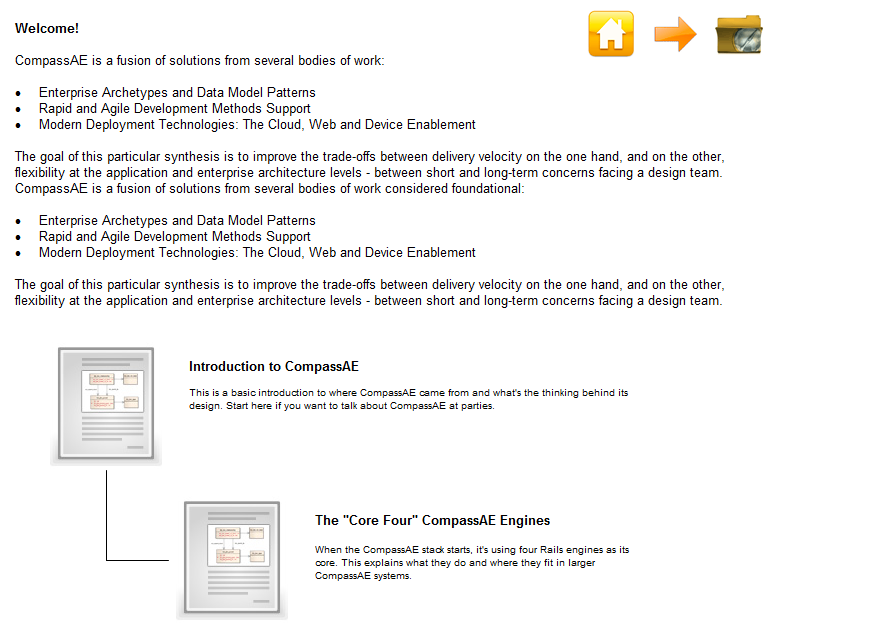 Welcome!
CompassAE is a fusion of solutions from several bodies of work:
• Enterprise Archetypes and Data Model Patterns
• Rapid and Agile Development Methods Support
• Modern Deployment Technologies: The Cloud, Web and Device Enablement
The goal of this particular synthesis is to improve the trade-offs between delivery velocity on the one hand, and on the other,
flexibility at the application and enterprise architecture levels - between short and long-term concerns facing a design team.
CompassAE is a fusion of solutions from several bodies of work considered foundational:
• Enterprise Archetypes and Data Model Patterns
• Rapid and Agile Development Methods Support
• Modern Deployment Technologies: The Cloud, Web and Device Enablement
The goal of this particular synthesis is to improve the trade-offs between delivery velocity on the one hand, and on the other,
flexibility at the application and enterprise architecture levels - between short and long-term concerns facing a design team.
Introduction to CompassAE
This is a basic introduction to where CompassAE came from and what's the thinking behind its
design. Start here if you want to talk about CompassAE at parties.
The "Core Four" CompassAE Engines
When the CompassAE stack starts, it's using four Rails engines as its
core. This explains what they do and where they fit in larger
CompassAE systems.